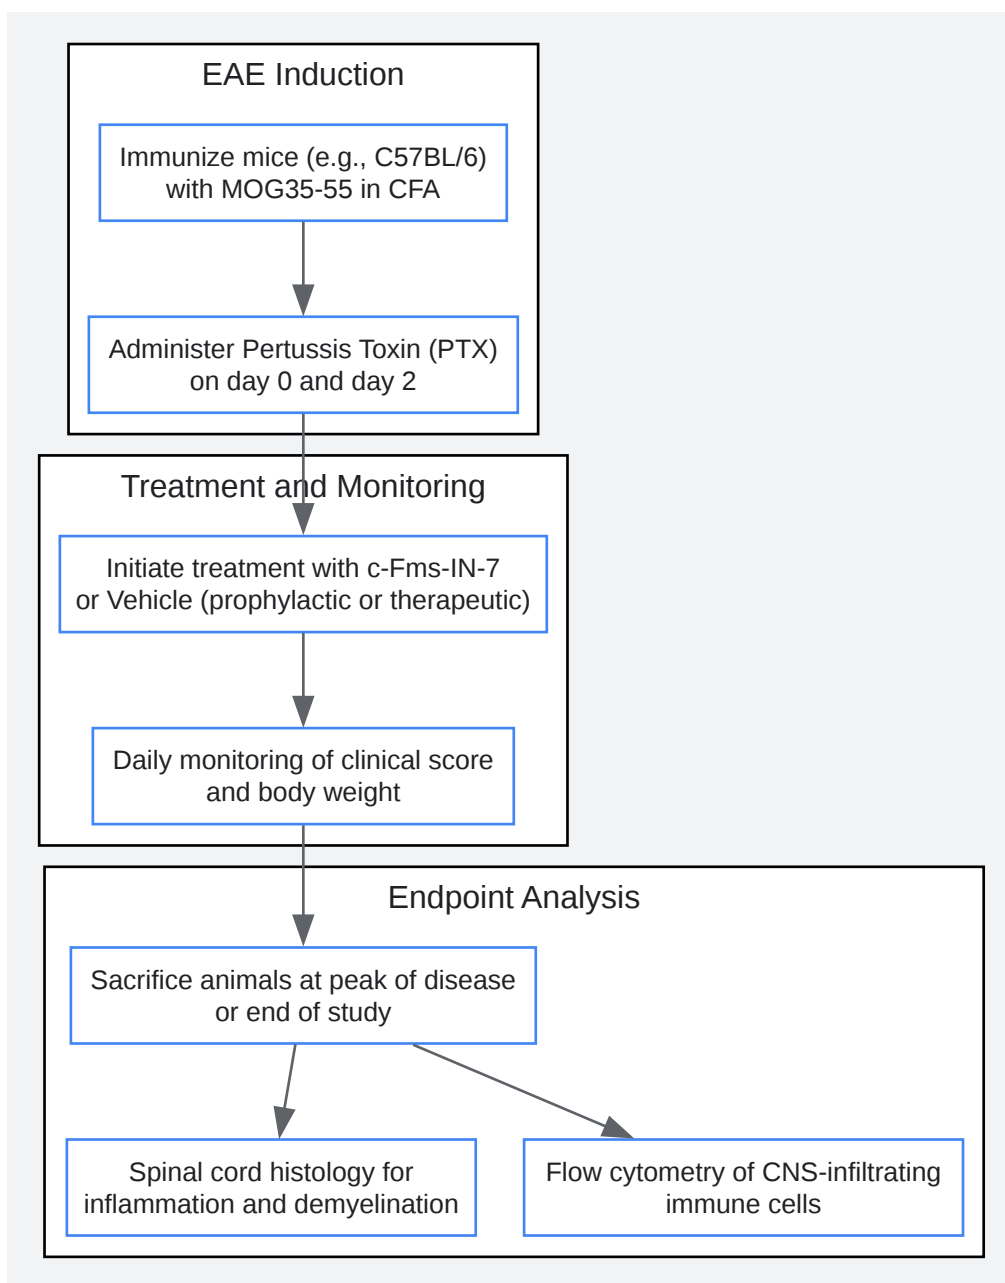 EAE Induction
Immunize mice (e.g., C57BL/6)
with MOG35-55 in CFA
Administer Pertussis Toxin (PTX)
on day 0 and day 2
Treatment and Monitoring
Initiate treatment with c-Fms-IN-7
or Vehicle (prophylactic or therapeutic)
Daily monitoring of clinical score
and body weight
Endpoint Analysis
Sacrifice animals at peak of disease
or end of study
Spinal cord histology for
inflammation and demyelination
Flow cytometry of CNS-infiltrating
immune cells